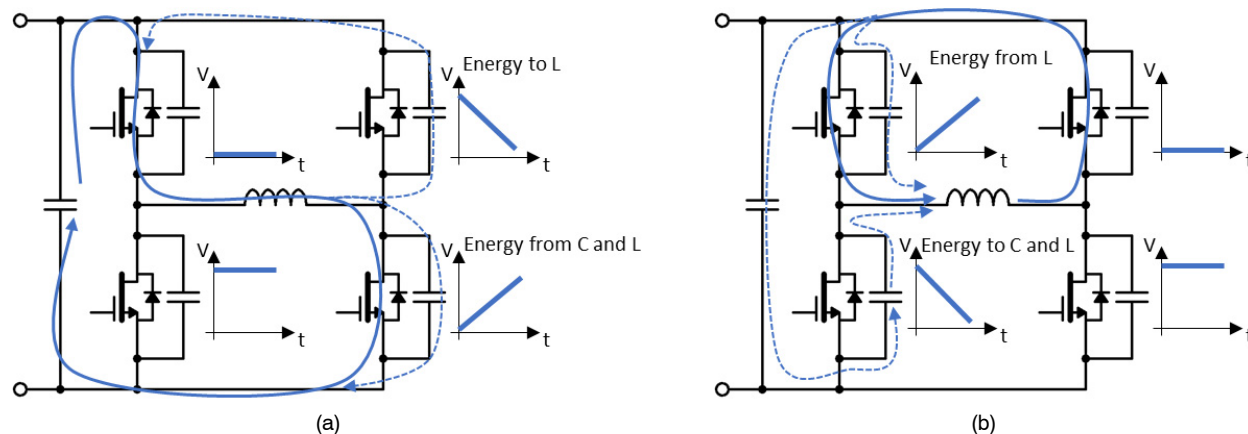 V
Energy to L
t
V
t
V
Energy from C and L
t
V
t
(a)
V
Energy from L
t
V
t
V
Energy to C and L
t
V
t
(b)